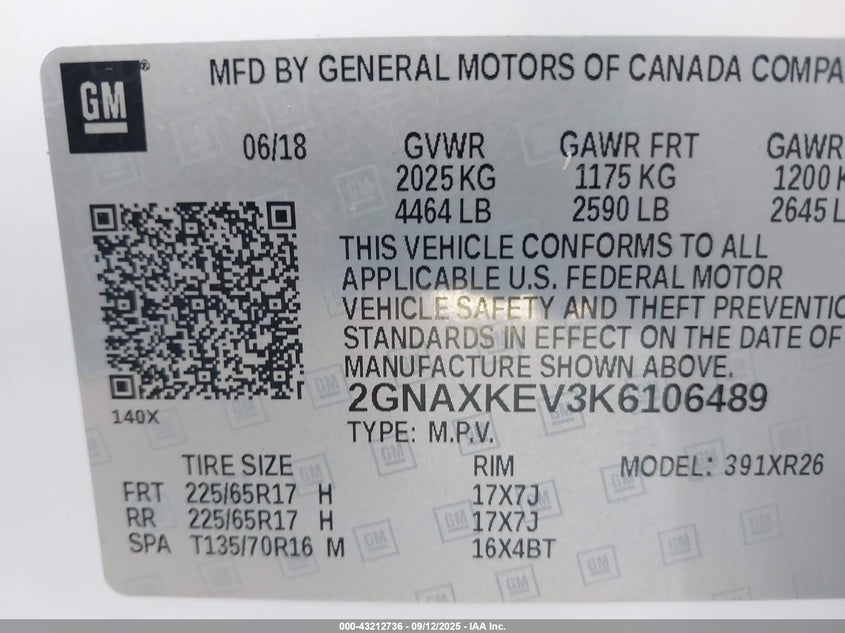 GM
MFD BY GENERAL MOTORS OF CANADA COMPA
06/18 GVWR GAWR FRT GAWR
2025 KG 1175 KG 1200 K
4464 LB 2590 LB 2645 L
THIS VEHICLE CONFORMS TO ALL
APPLICABLE U.S. FEDERAL MOTOR
VEHICLE SAFETY AND THEFT PREVENTIO
STANDARDS IN EFFECT ON THE DATE OF
MANUFACTURE SHOWN ABOVE.
140X 2GNAXKEV3K6106489
TYPE: M.P.V.
TIRE SIZE RIM MODEL: 391XR26
FRT 225/65R17 H 17X7J
RR 225/65R17 H 17X7J
SPA T135/70R16 M 16X4BT
000-43212736 - 09/12/2025 - IAA Inc.